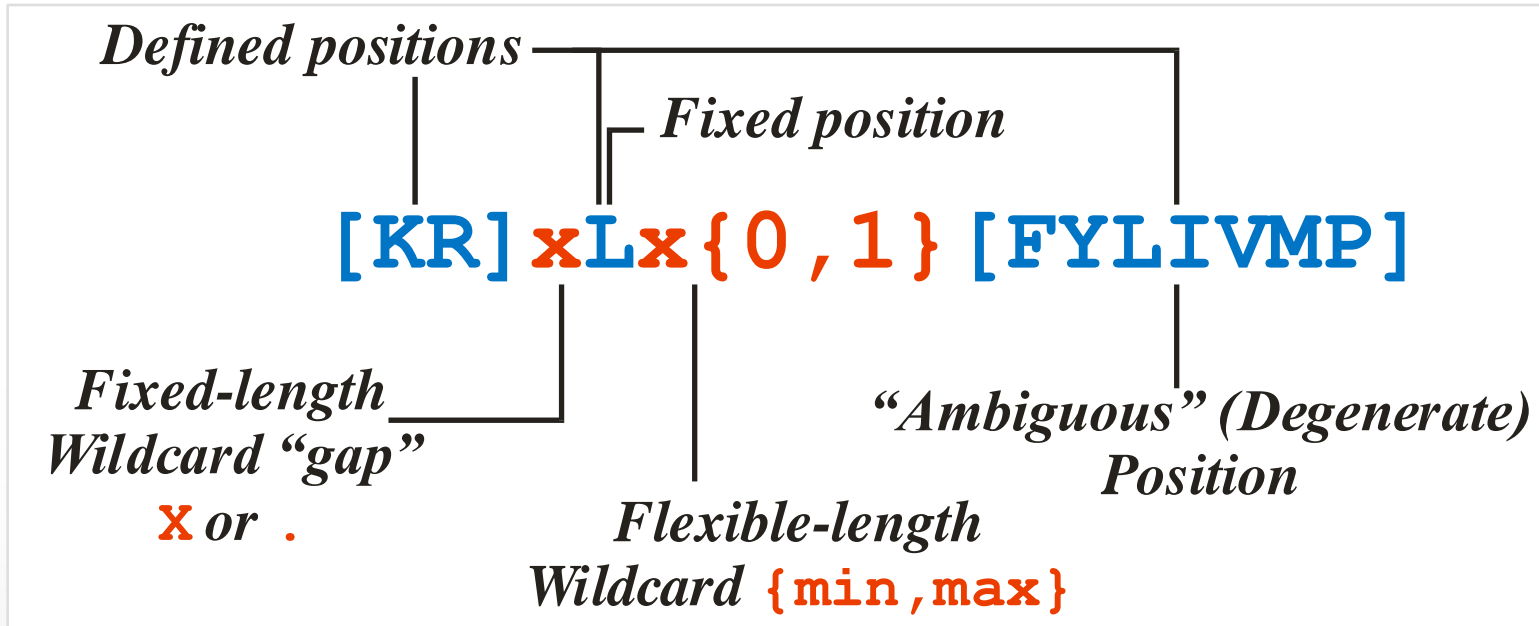 Defined positions
Fixed position
[KR]xLx{0,1}[FYLIVMP]
Fixed-length
Wildcard “gap”
x or .
“Ambiguous” (Degenerate)
Position
Flexible-length
Wildcard {min,max}